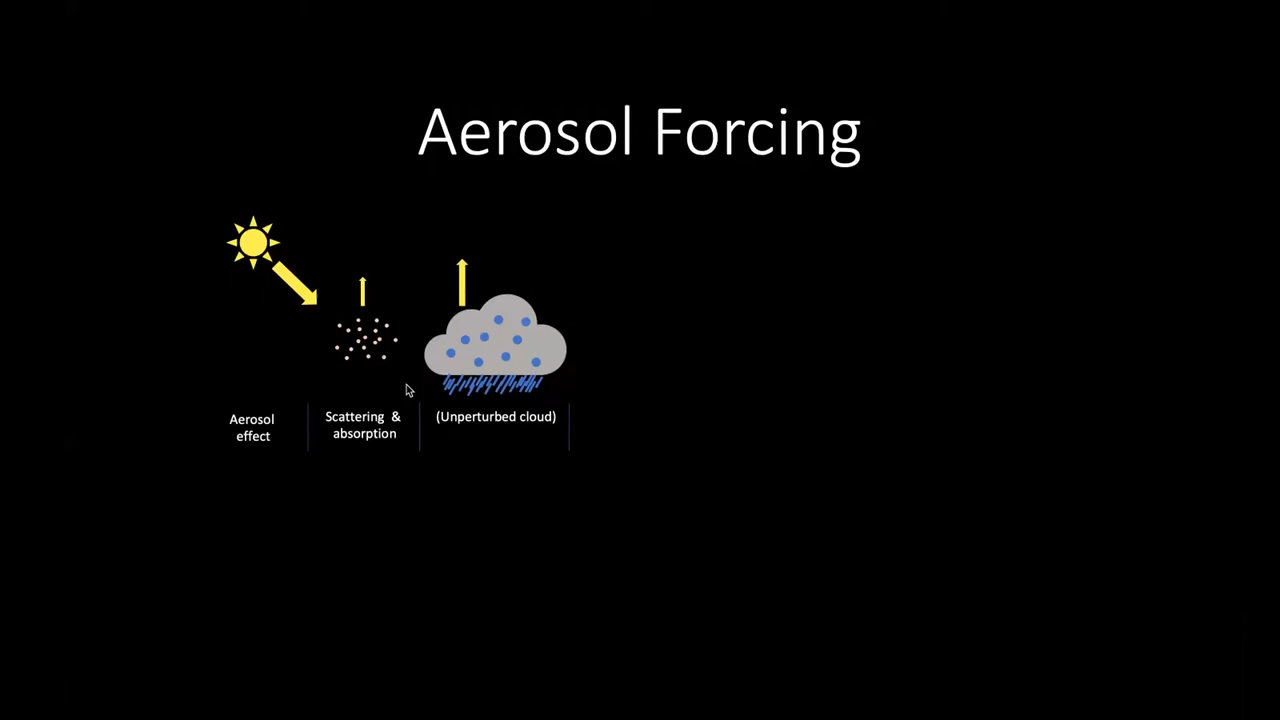 Aerosol Forcing
Aerosol
effect
Scattering & 
absorption
(Unperturbed cloud)